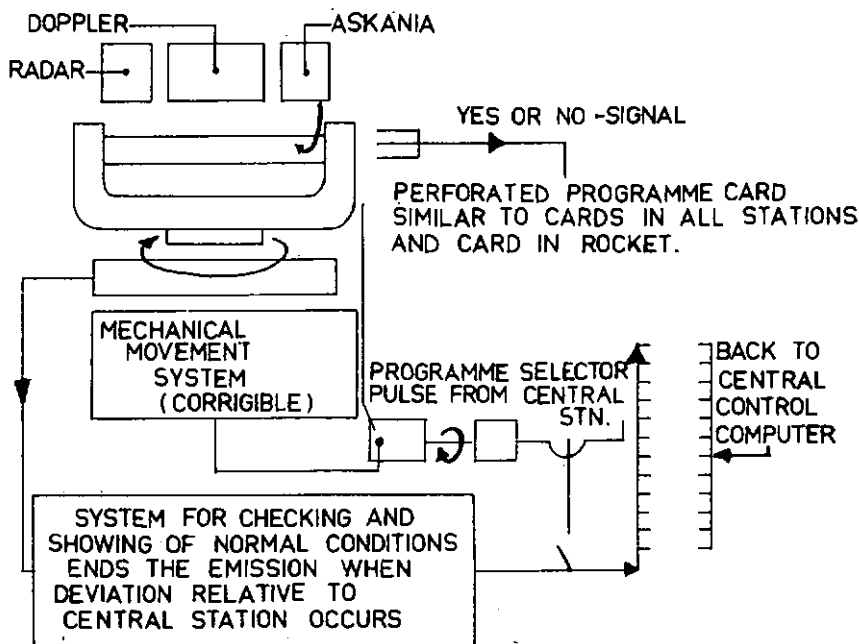 DOPPLER
ASKANIA
RADAR
YES OR NO -SIGNAL
PERFORATED PROGRAMME CARD
SIMILAR TO CARDS IN ALL STATIONS
AND CARD IN ROCKET.
MECHANICAL
MOVEMENT
SYSTEM
(CORRIGIBLE)
PROGRAMME SELECTOR
PULSE FROM CENTRAL
STN.
BACK TO
CENTRAL
CONTROL
COMPUTER
SYSTEM FOR CHECKING AND
SHOWING OF NORMAL CONDITIONS
ENDS THE EMISSION WHEN
DEVIATION RELATIVE TO
CENTRAL STATION OCCURS